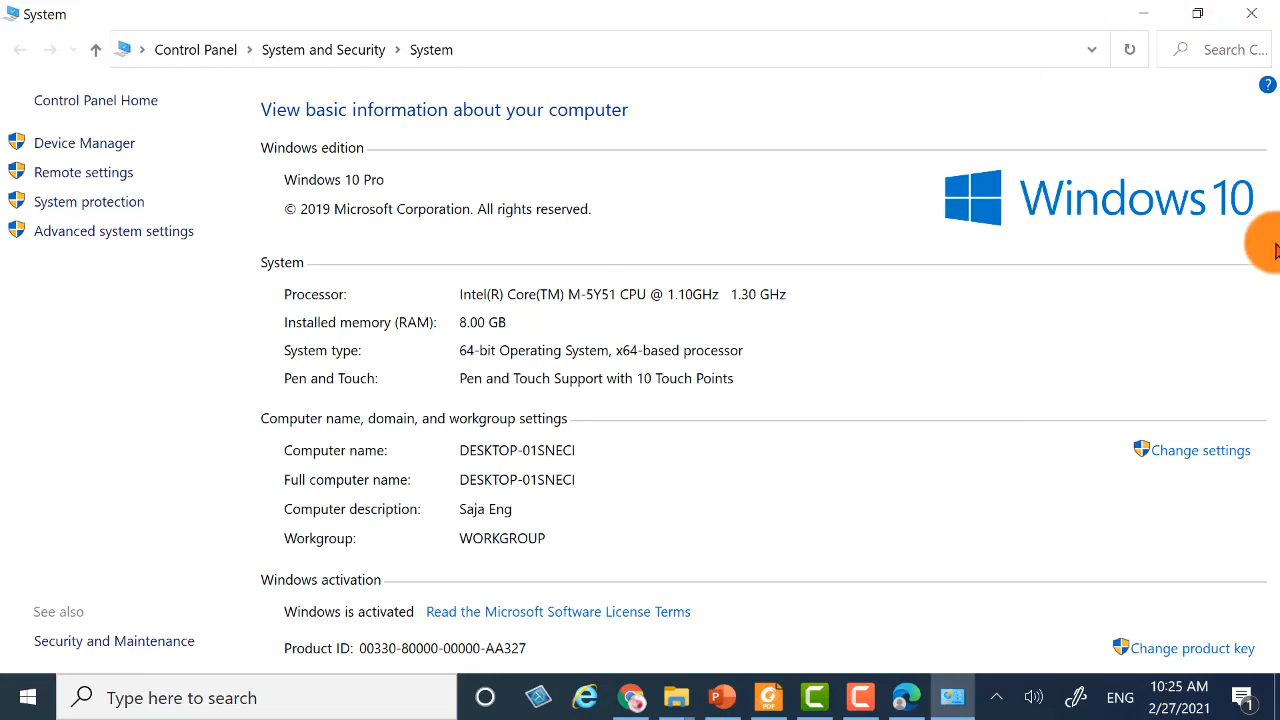 System
Control Panel > System and Security > System
Search C...
?
Control Panel Home
Device Manager
Remote settings
System protection
Advanced system settings
View basic information about your computer
Windows edition
Windows 10 Pro
© 2019 Microsoft Corporation. All rights reserved.
Windows 10
System
Processor: Intel(R) Core(TM) M-5Y51 CPU @ 1.10GHz 1.30 GHz
Installed memory (RAM): 8.00 GB
System type: 64-bit Operating System, x64-based processor
Pen and Touch: Pen and Touch Support with 10 Touch Points
Computer name, domain, and workgroup settings
Computer name: DESKTOP-01SNECI
Change settings
Full computer name: DESKTOP-01SNECI
Computer description: Saja Eng
Workgroup: WORKGROUP
Windows activation
Windows is activated Read the Microsoft Software License Terms
Product ID: 00330-80000-00000-AA327
Change product key
See also
Security and Maintenance
Type here to search
ENG
10:25 AM
2/27/2021
1